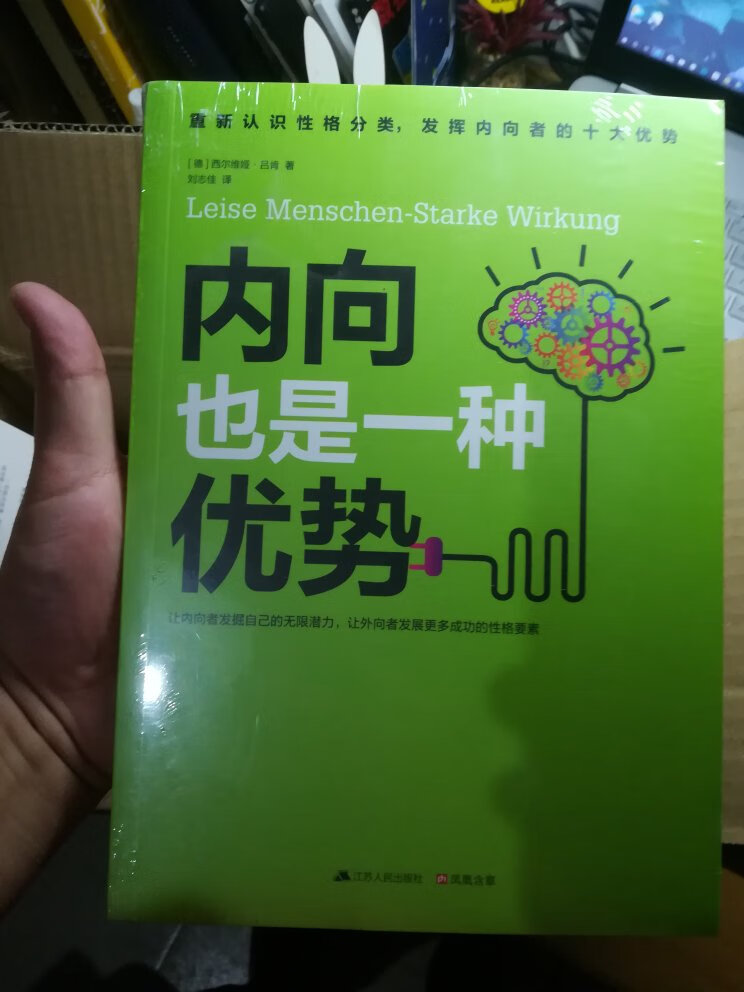 重新认识性格分类，发挥内向者的十大优势
[德]西尔维娅·吕肯 著
刘志佳 译
Leise Menschen-Starke Wirkung
内向
也是一种
优势
让内向者发掘自己的无限潜力，让外向者发展更多成功的性格要素
江苏人民出版社 凤凰含章